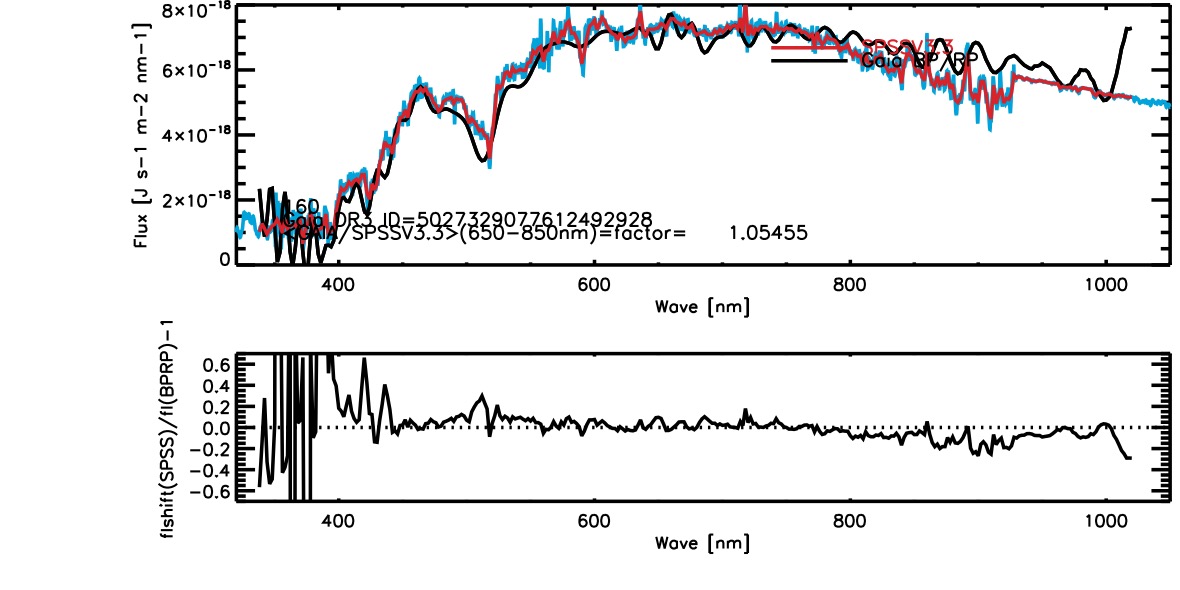 8×10⁻¹⁸
6×10⁻¹⁸
4×10⁻¹⁸
2×10⁻¹⁸
0
Flux [J s−1 m−2 nm−1]
SPSSV3.3
Gaia BP/RP
160
Gaia DR3 ID=5027329077612492928
<GAIA/SPSSV3.3>(650−850nm)=factor= 1.05455
400 600 800 1000
Wave [nm]
flshift(SPSS)/fl(BPRP)−1
0.6
0.4
0.2
0.0
−0.2
−0.4
−0.6
400 600 800 1000
Wave [nm]